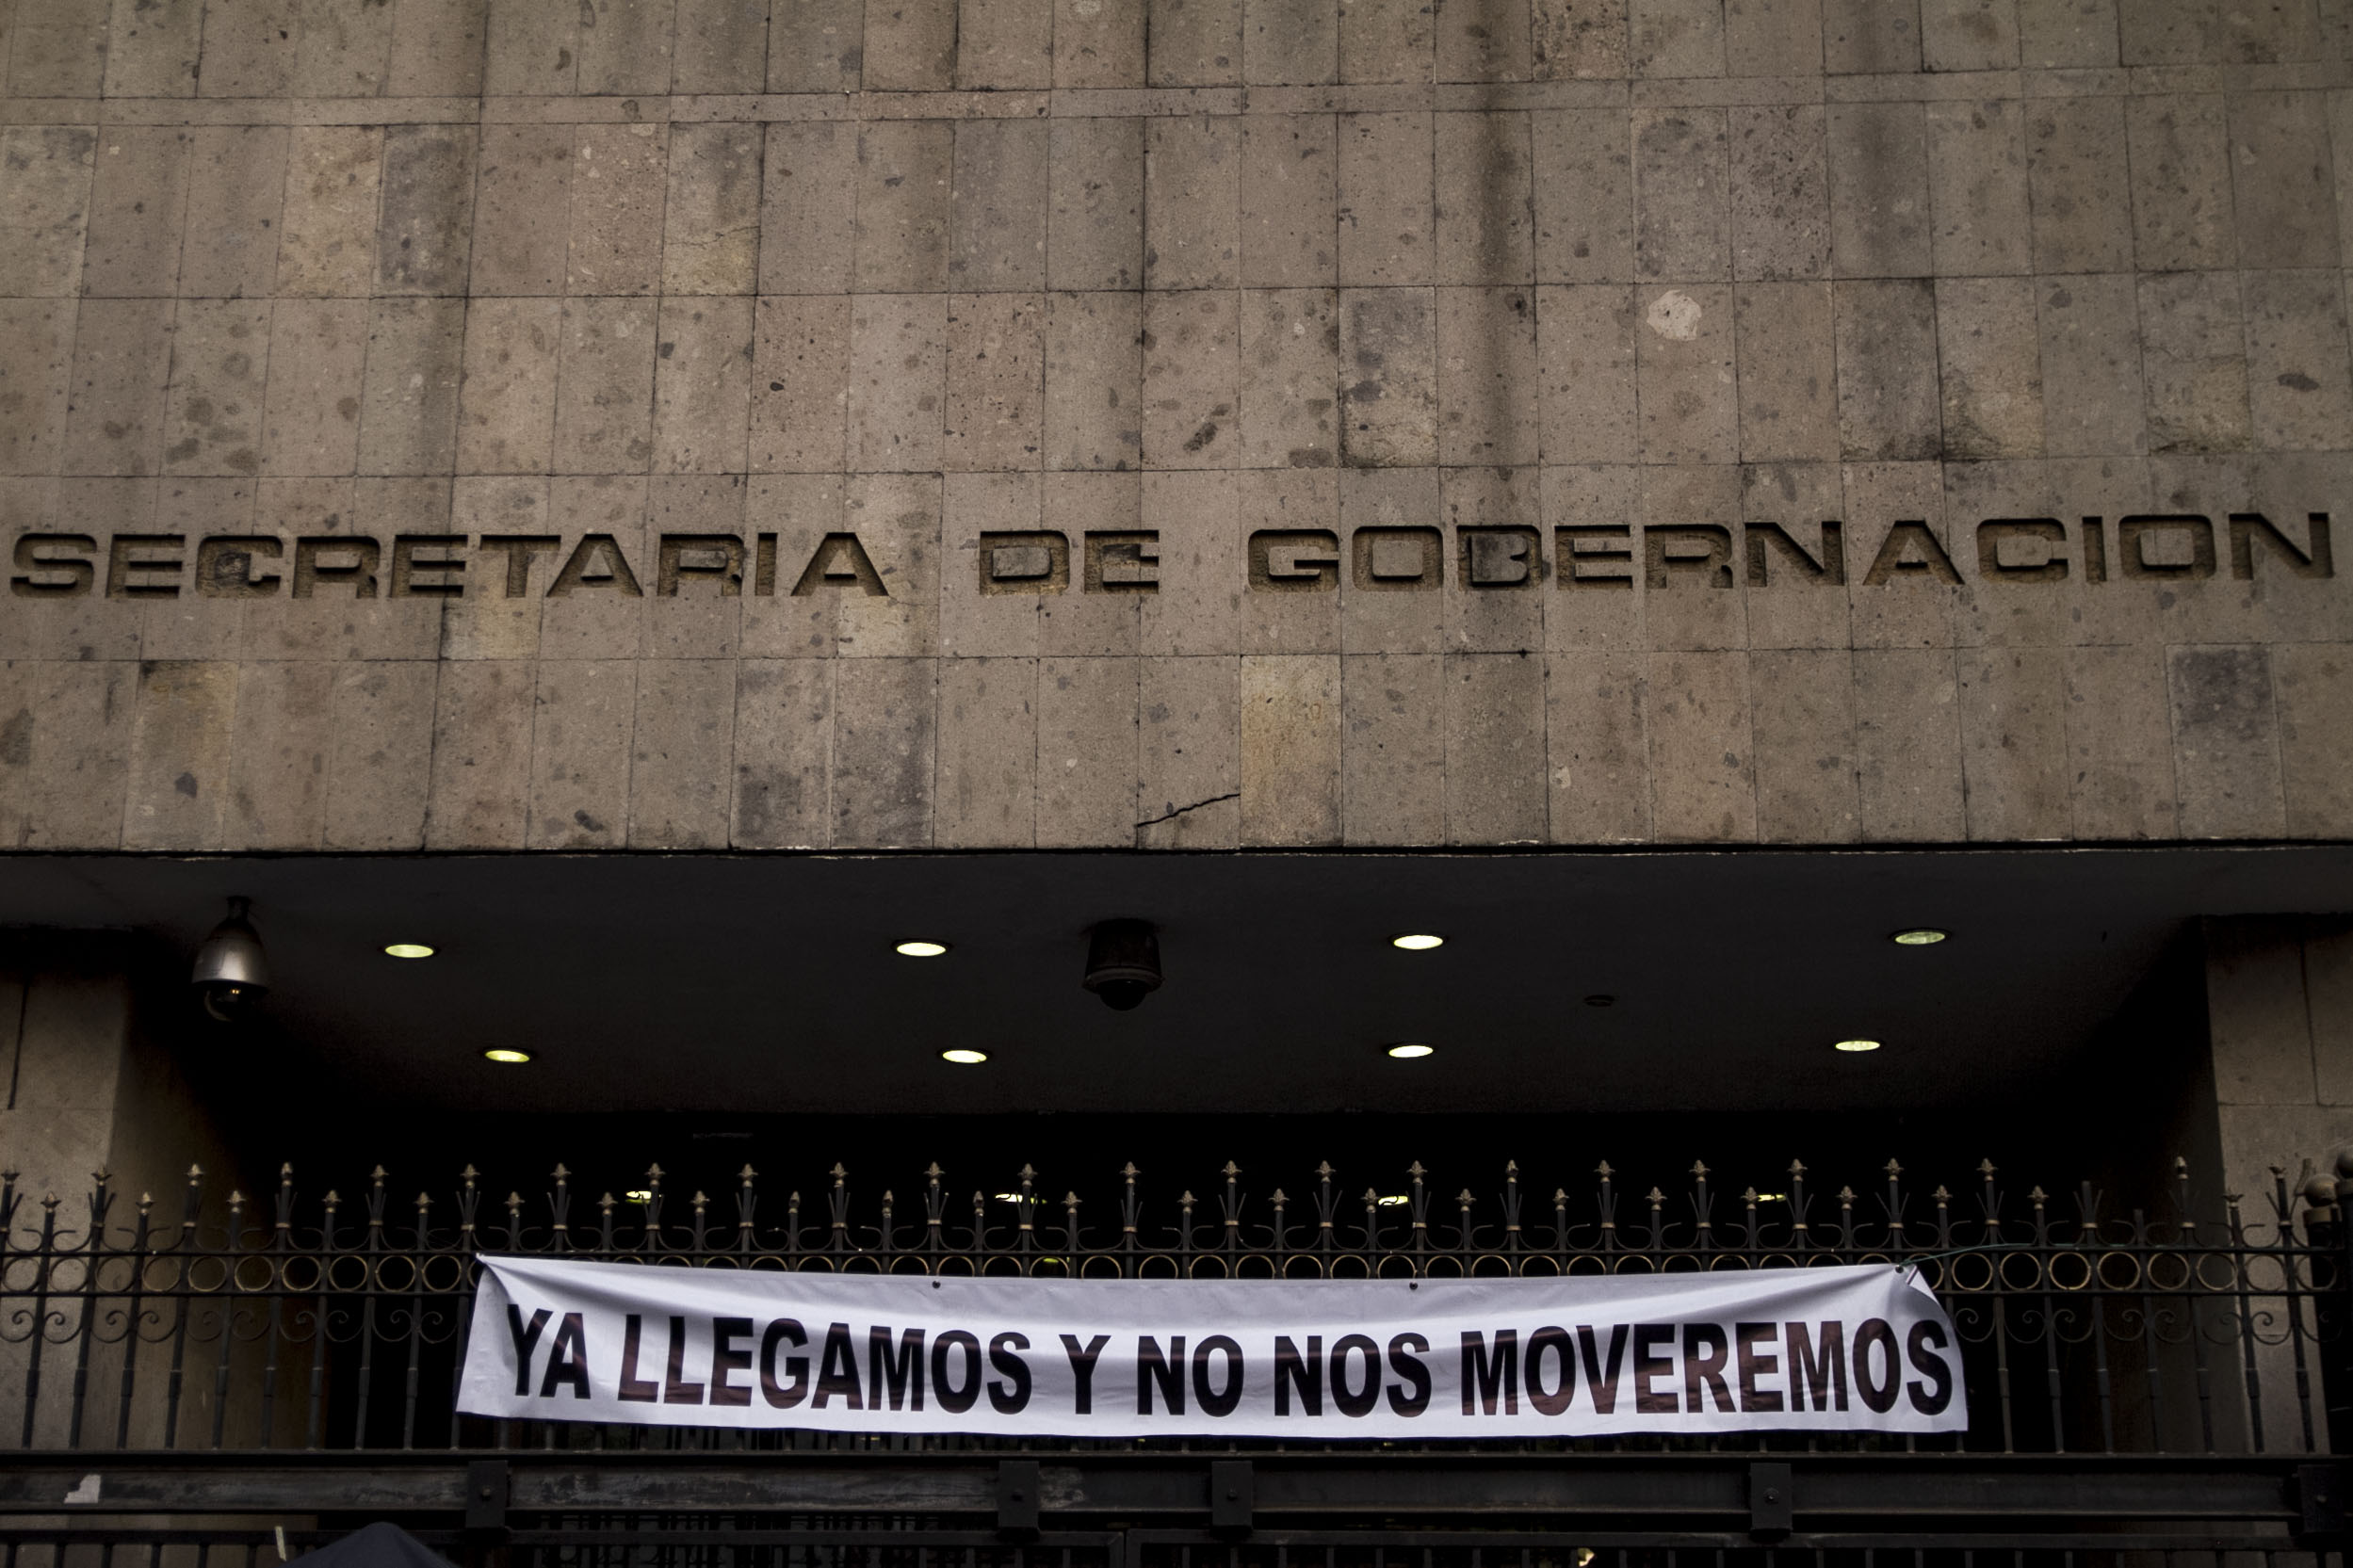 SECRETARIA DE GOBERNACION
YA LLEGAMOS Y NO NOS MOVEREMOS